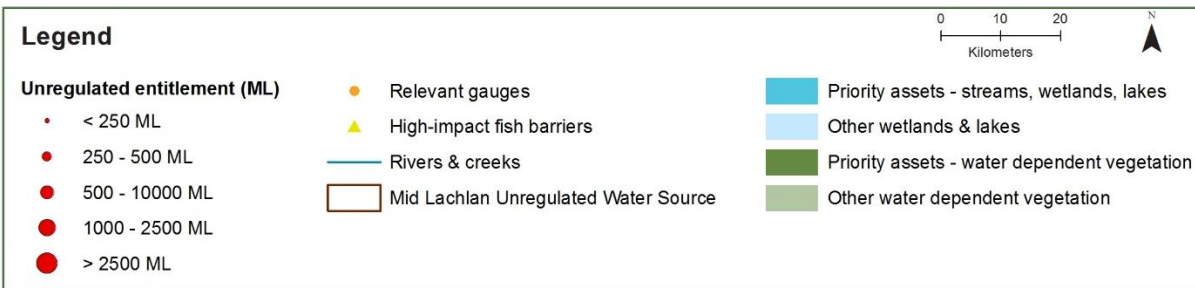 Legend
0 10 20
Kilometers
N
Unregulated entitlement (ML)
< 250 ML
250 - 500 ML
500 - 10000 ML
1000 - 2500 ML
> 2500 ML
Relevant gauges
High-impact fish barriers
Rivers & creeks
Mid Lachlan Unregulated Water Source
Priority assets - streams, wetlands, lakes
Other wetlands & lakes
Priority assets - water dependent vegetation
Other water dependent vegetation